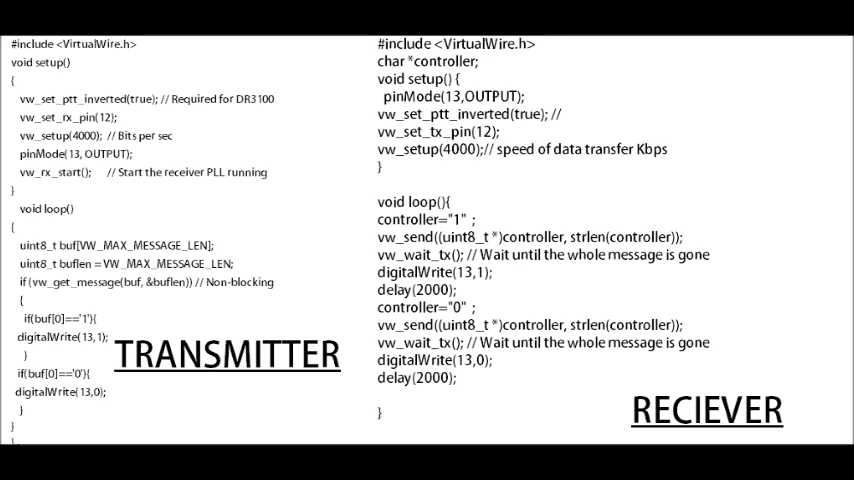 #include <VirtualWire.h>
void setup()
{
vw_set_ptt_inverted(true); // Required for DR3100
vw_set_rx_pin(12);
vw_setup(4000);  // Bits per sec
pinMode(13, OUTPUT);
vw_rx_start();     // Start the receiver PLL running
}
void loop()
{
uint8_t buf[VW_MAX_MESSAGE_LEN];
uint8_t buflen = VW_MAX_MESSAGE_LEN;
if (vw_get_message(buf, &buflen)) // Non-blocking
{
if(buf[0]=='1'){
digitalWrite(13,1);
}
if(buf[0]=='0'){
digitalWrite(13,0);
}
}
}
TRANSMITTER
#include <VirtualWire.h>
char *controller;
void setup() {
pinMode(13,OUTPUT);
vw_set_ptt_inverted(true); //
vw_set_tx_pin(12);
vw_setup(4000);// speed of data transfer Kbps
}
void loop(){
controller="1"  ;
vw_send((uint8_t *)controller, strlen(controller));
vw_wait_tx(); // Wait until the whole message is gone
digitalWrite(13,1);
delay(2000);
controller="0"  ;
vw_send((uint8_t *)controller, strlen(controller));
vw_wait_tx(); // Wait until the whole message is gone
digitalWrite(13,0);
delay(2000);
}
RECIEVER